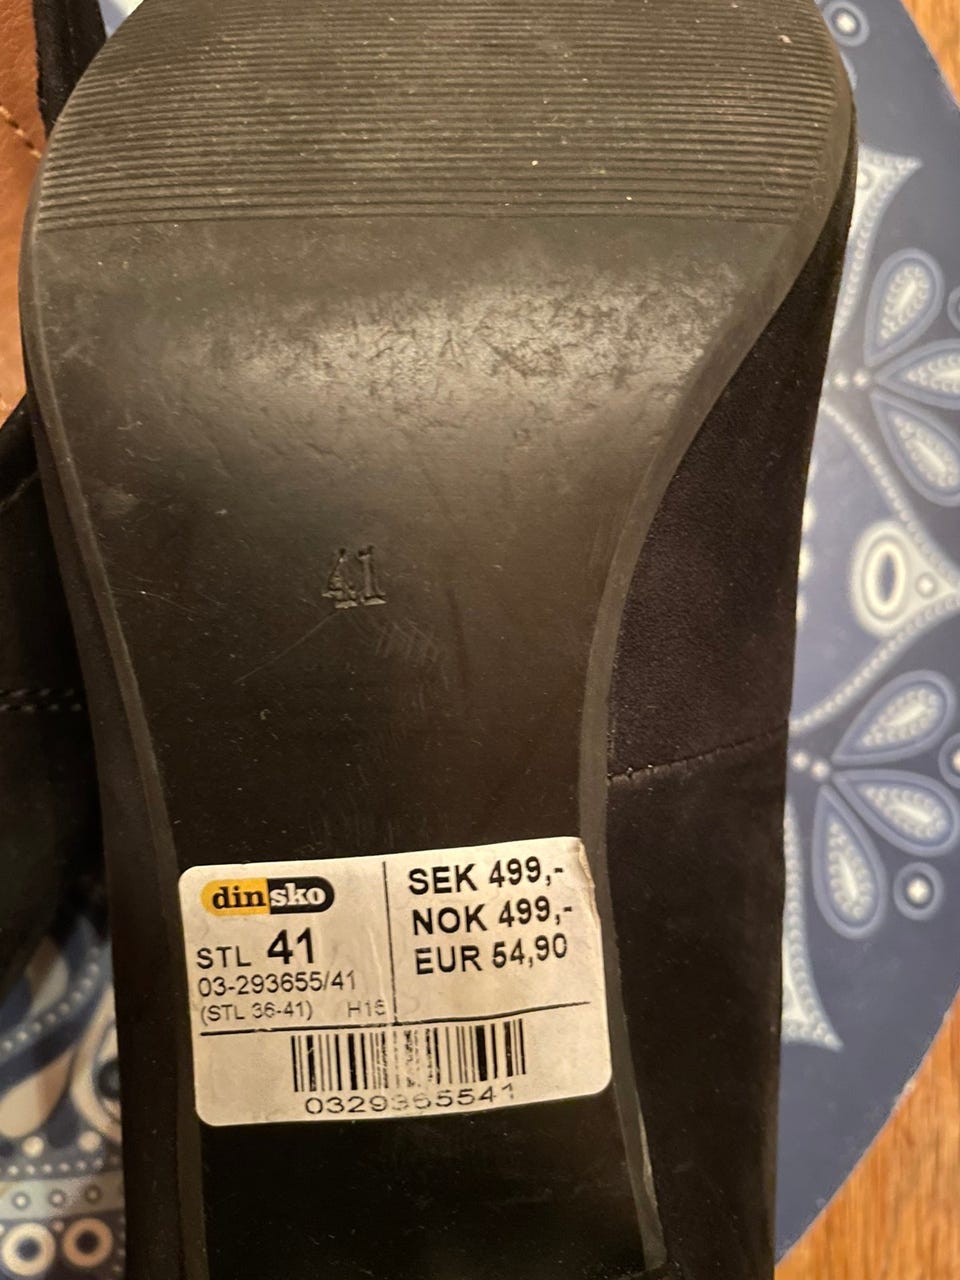 41
dinsko
STL 41
03-293655/41
(STL 36-41) H16
SEK 499,-
NOK 499,-
EUR 54,90
0329365541